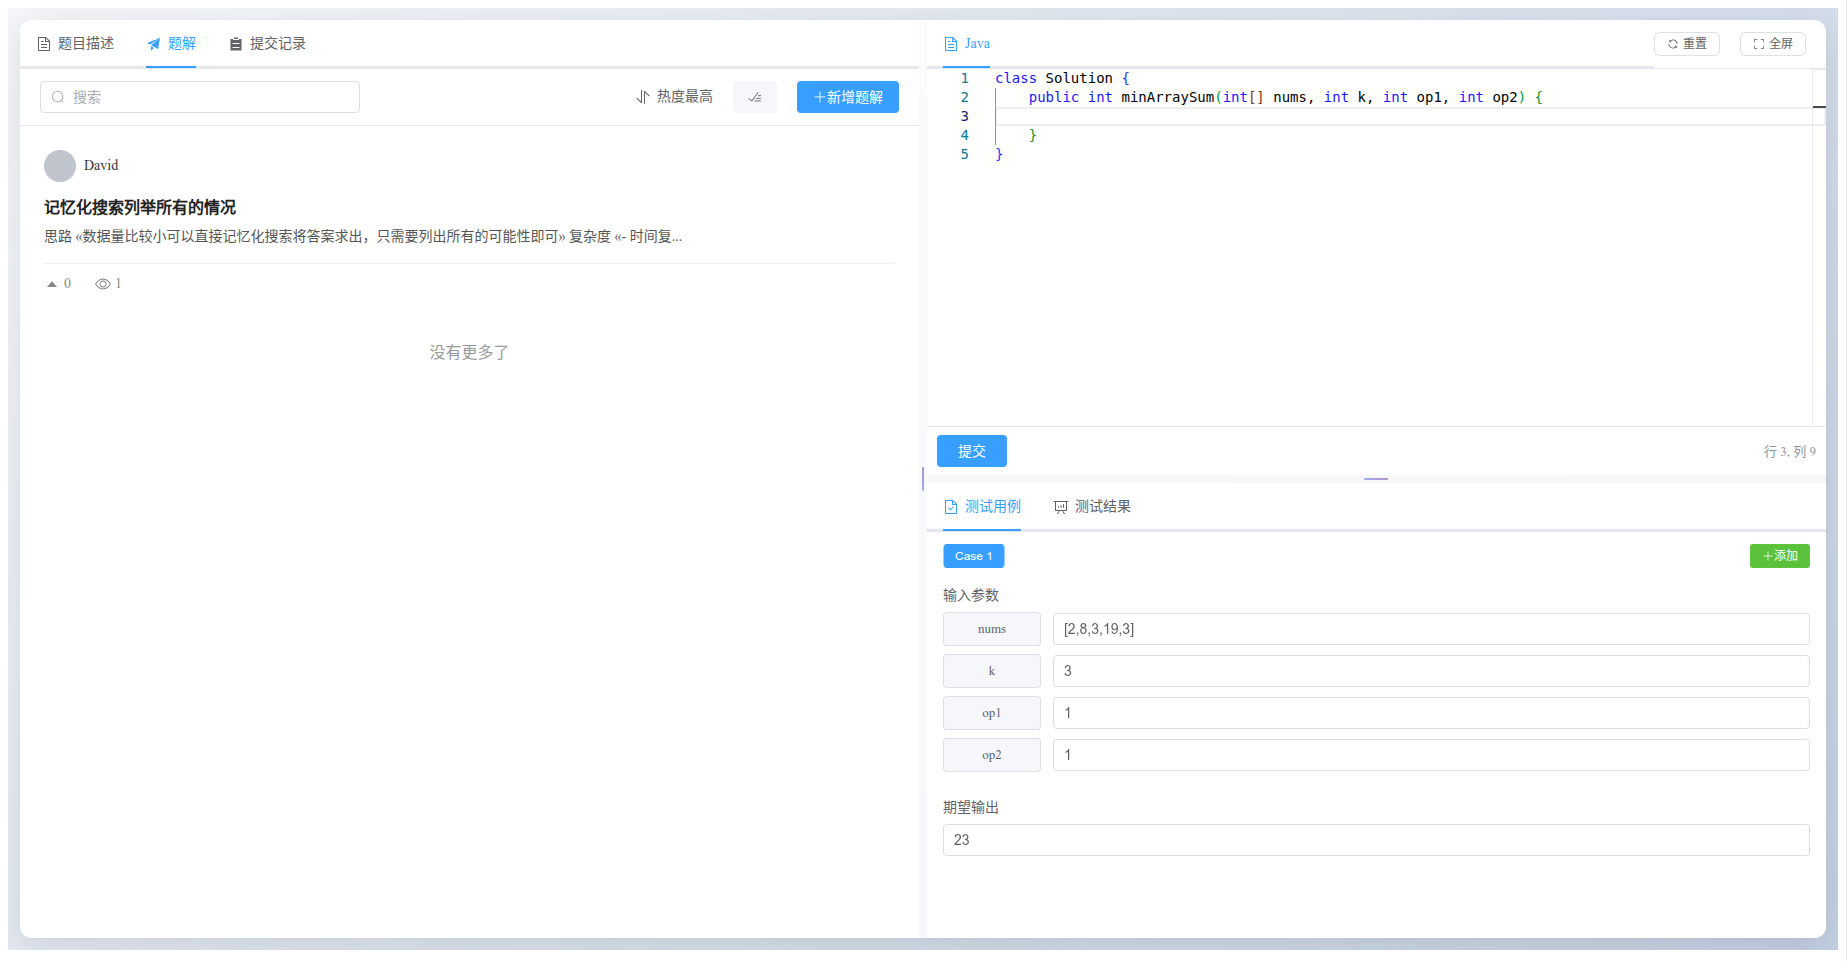 题目描述 题解 提交记录
搜索 热度最高 +新增题解
David
记忆化搜索列举所有的情况
思路 «数据量比较小可以直接记忆化搜索将答案求出，只需要列出所有的可能性即可» 复杂度 «- 时间复...
0 1
没有更多了
Java 重置 全屏
1 class Solution {
2 public int minArraySum(int[] nums, int k, int op1, int op2) {
3
4 }
5 }
提交 行 3, 列 9
测试用例 测试结果
Case 1 +添加
输入参数
nums [2,8,3,19,3]
k 3
op1 1
op2 1
期望输出
23